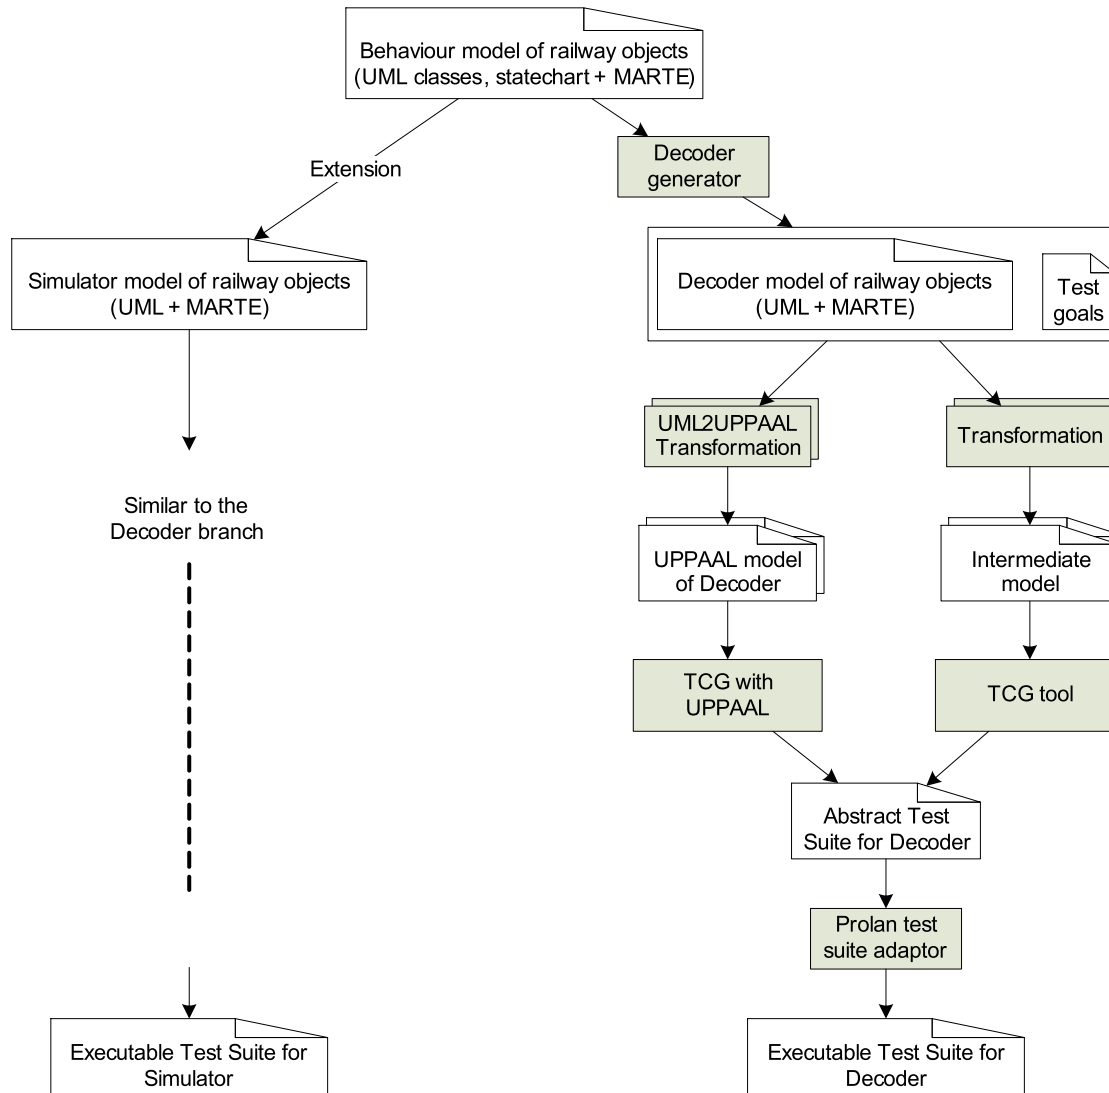 Behaviour model of railway objects
(UML classes, statechart + MARTE)
Extension
Decoder
generator
Simulator model of railway objects
(UML + MARTE)
Decoder model of railway objects
(UML + MARTE)
Test
goals
UML2UPPAAL
Transformation
Transformation
Similar to the
Decoder branch
UPPAAL model
of Decoder
Intermediate
model
TCG with
UPPAAL
TCG tool
Abstract Test
Suite for Decoder
Prolan test
suite adaptor
Executable Test Suite for
Simulator
Executable Test Suite for
Decoder